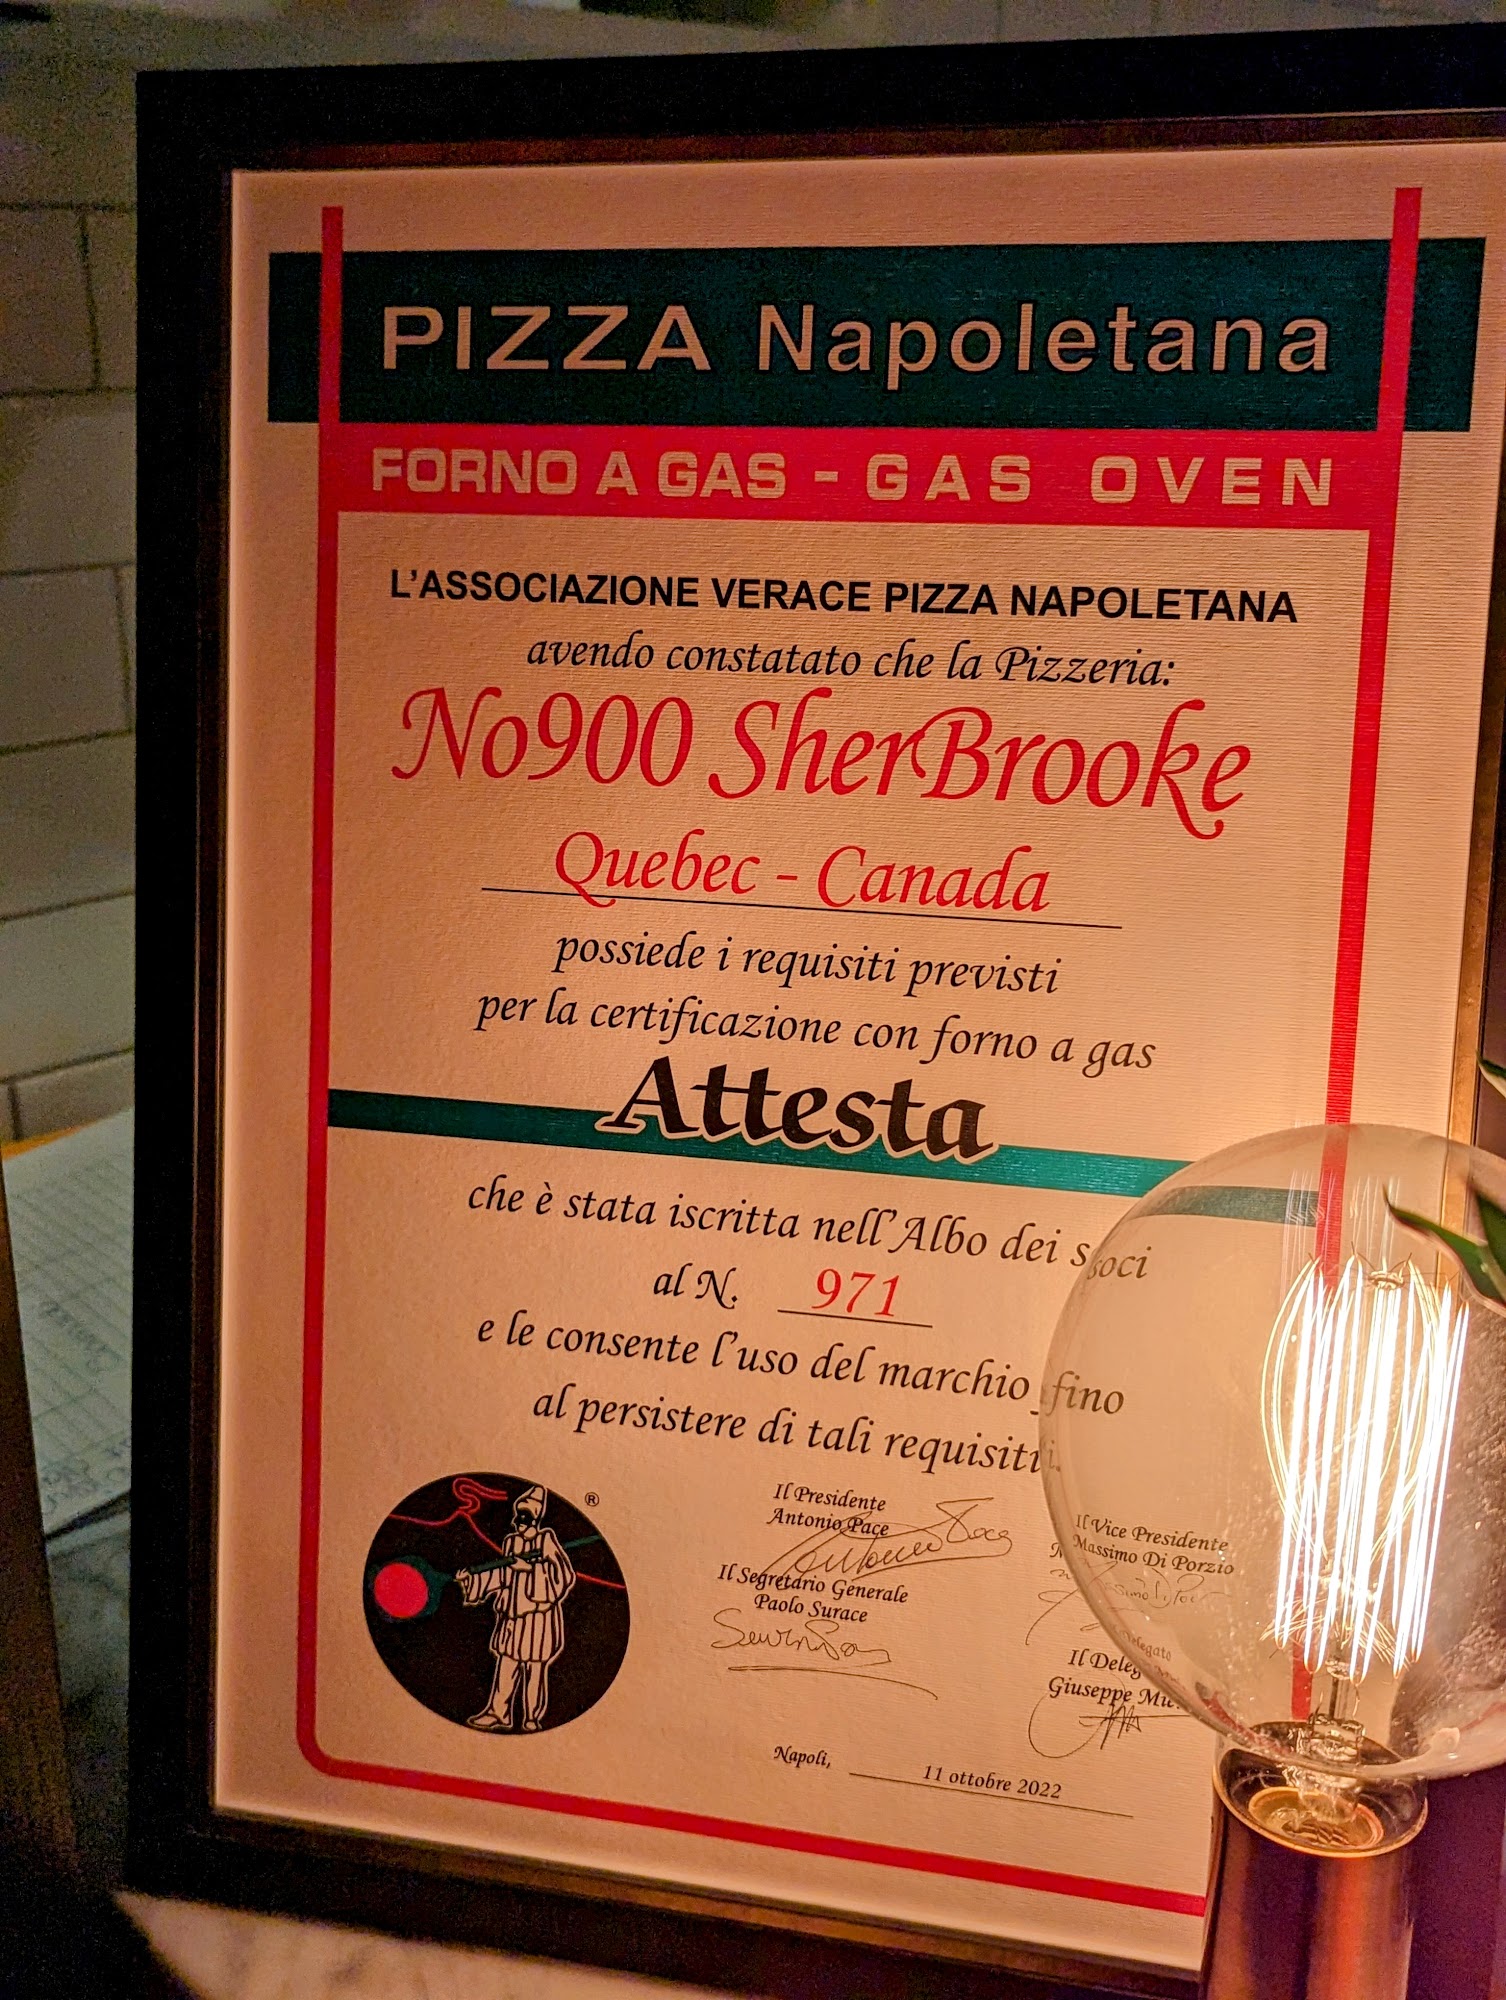 PIZZA Napoletana
FORNO A GAS - GAS OVEN
L'ASSOCIAZIONE VERACE PIZZA NAPOLETANA
avendo constatato che la Pizzeria:
No900 SherBrooke
Quebec - Canada
possiede i requisiti previsti
per la certificazione con forno a gas
Attesta
che è stata iscritta nell'Albo dei soci
al N. 971
e le consente l'uso del marchio fino
al persistere di tali requisiti.
®
Il Presidente
Antonio Pace
Il Segretario Generale
Paolo Surace
Il Vice Presidente
Massimo Di Porzio
Il
Giuseppe
Napoli, 11 ottobre 2022